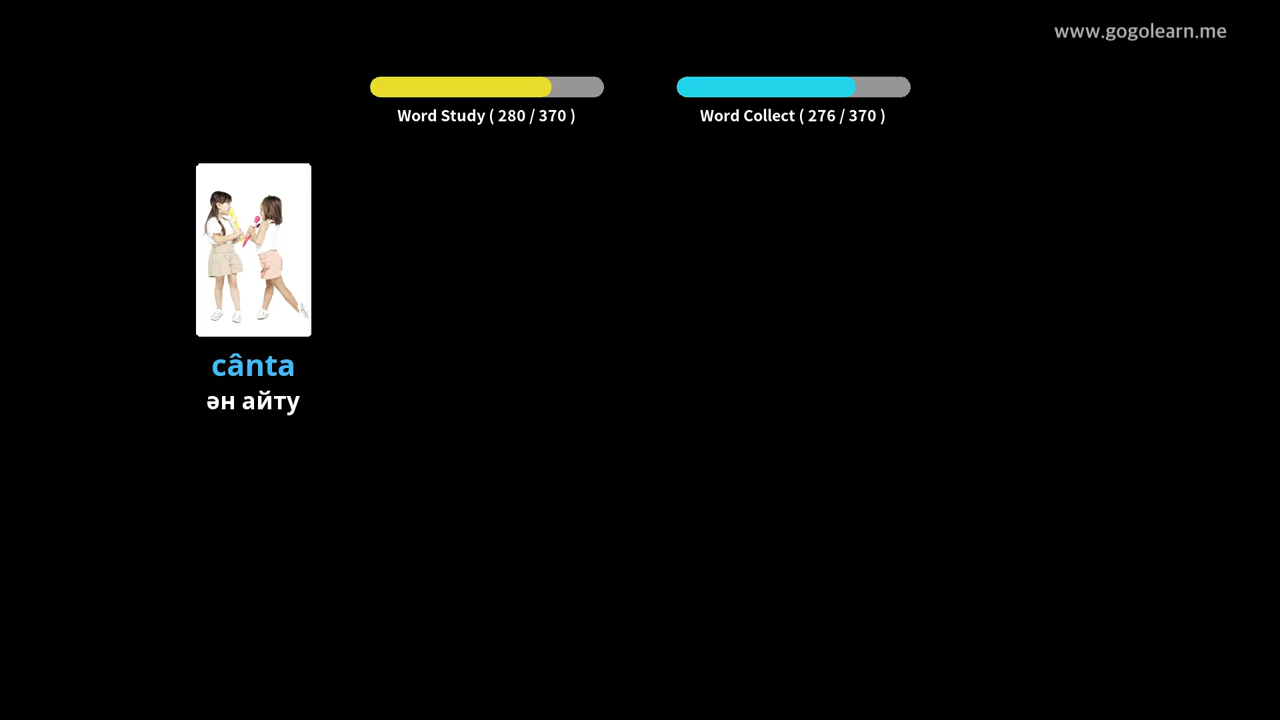 www.gogolearn.me
Word Study ( 280 / 370 )
Word Collect ( 276 / 370 )
cânta
ән айту